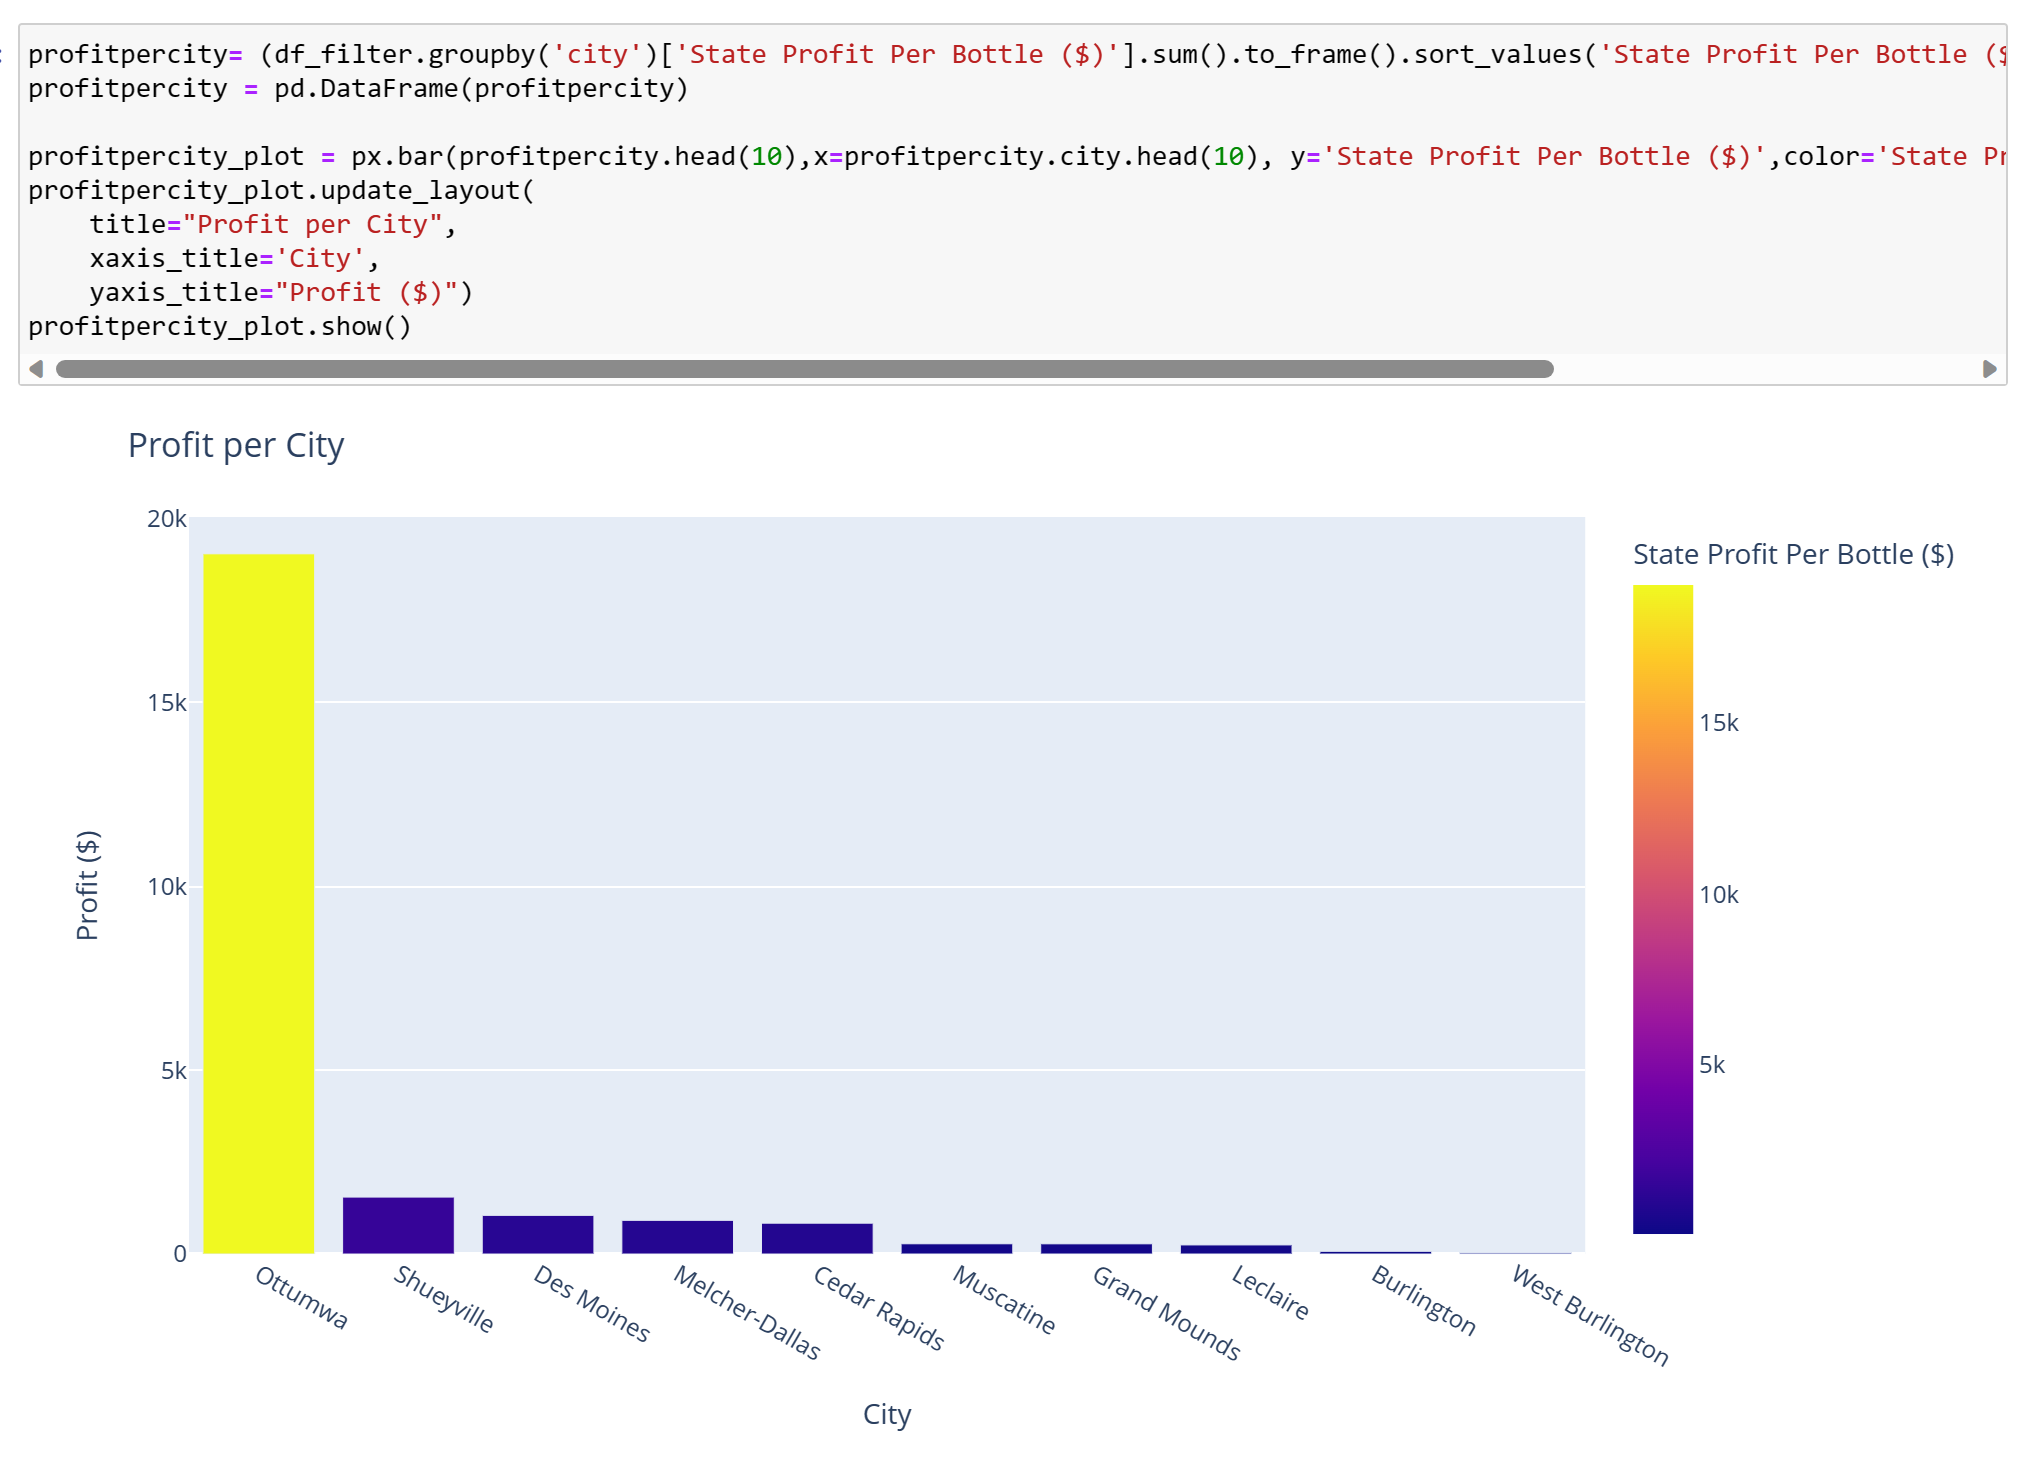 profitpercity= (df_filter.groupby('city')['State Profit Per Bottle ($)'].sum().to_frame().sort_values('State Profit Per Bottle ($
profitpercity = pd.DataFrame(profitpercity)
profitpercity_plot = px.bar(profitpercity.head(10),x=profitpercity.city.head(10), y='State Profit Per Bottle ($)',color='State Pr
profitpercity_plot.update_layout(
    title="Profit per City",
    xaxis_title='City',
    yaxis_title="Profit ($)")
profitpercity_plot.show()
Profit per City
20k
15k
10k
5k
0
Profit ($)
Ottumwa
Shueyville
Des Moines
Melcher-Dallas
Cedar Rapids
Muscatine
Grand Mounds
Leclaire
Burlington
West Burlington
City
State Profit Per Bottle ($)
15k
10k
5k